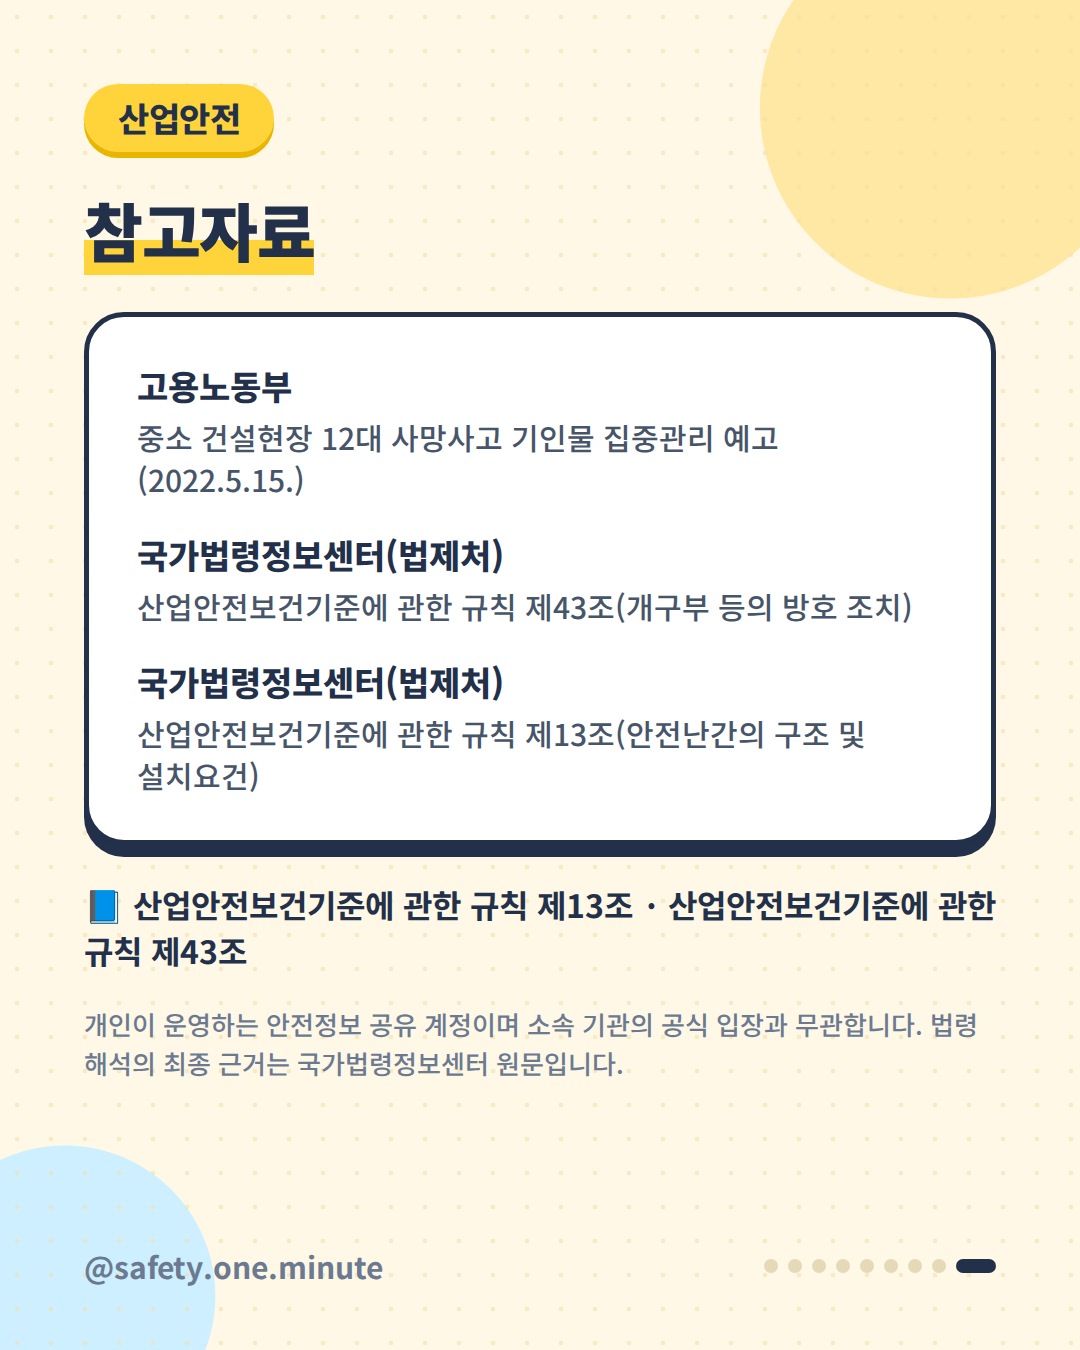 산업안전
참고자료
고용노동부
중소 건설현장 12대 사망사고 기인물 집중관리 예고
(2022.5.15.)
국가법령정보센터(법제처)
산업안전보건기준에 관한 규칙 제43조(개구부 등의 방호 조치)
국가법령정보센터(법제처)
산업안전보건기준에 관한 규칙 제13조(안전난간의 구조 및
설치요건)
📘 산업안전보건기준에 관한 규칙 제13조 · 산업안전보건기준에 관한
규칙 제43조
개인이 운영하는 안전정보 공유 계정이며 소속 기관의 공식 입장과 무관합니다. 법령
해석의 최종 근거는 국가법령정보센터 원문입니다.
@safety.one.minute